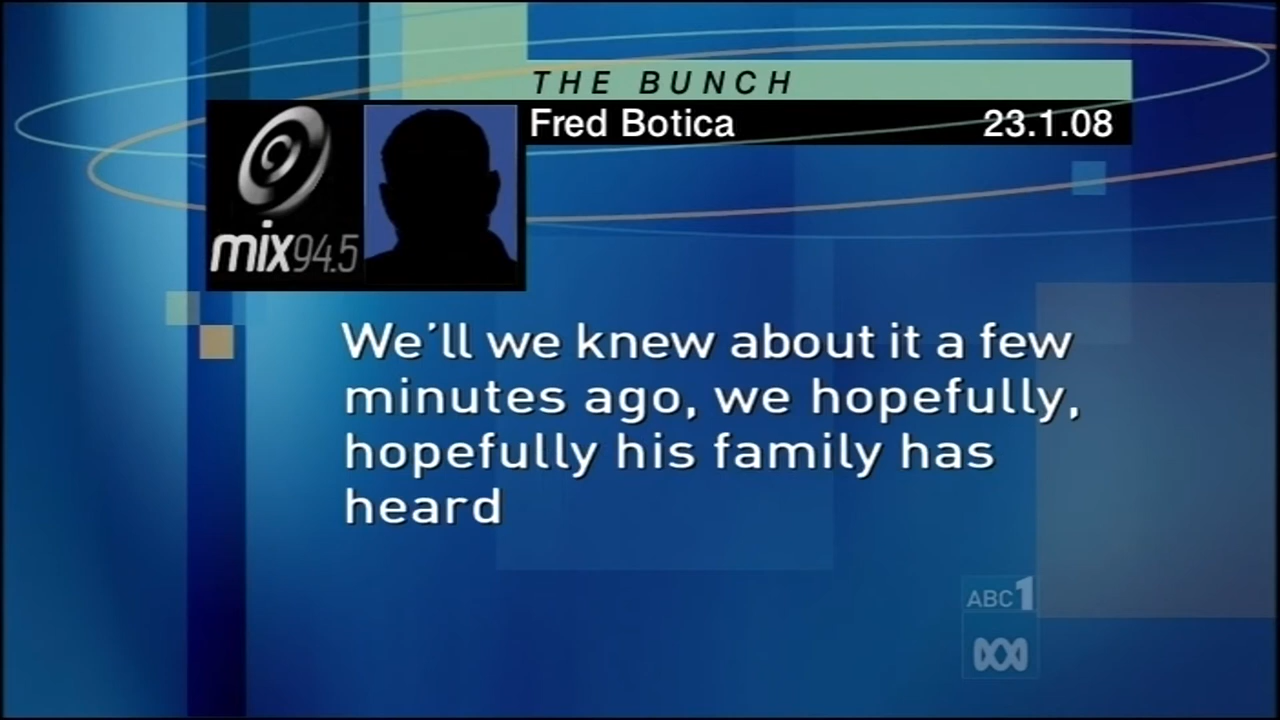 THE BUNCH
Fred Botica 23.1.08
mix94.5
We'll we knew about it a few
minutes ago, we hopefully,
hopefully his family has
heard
ABC1